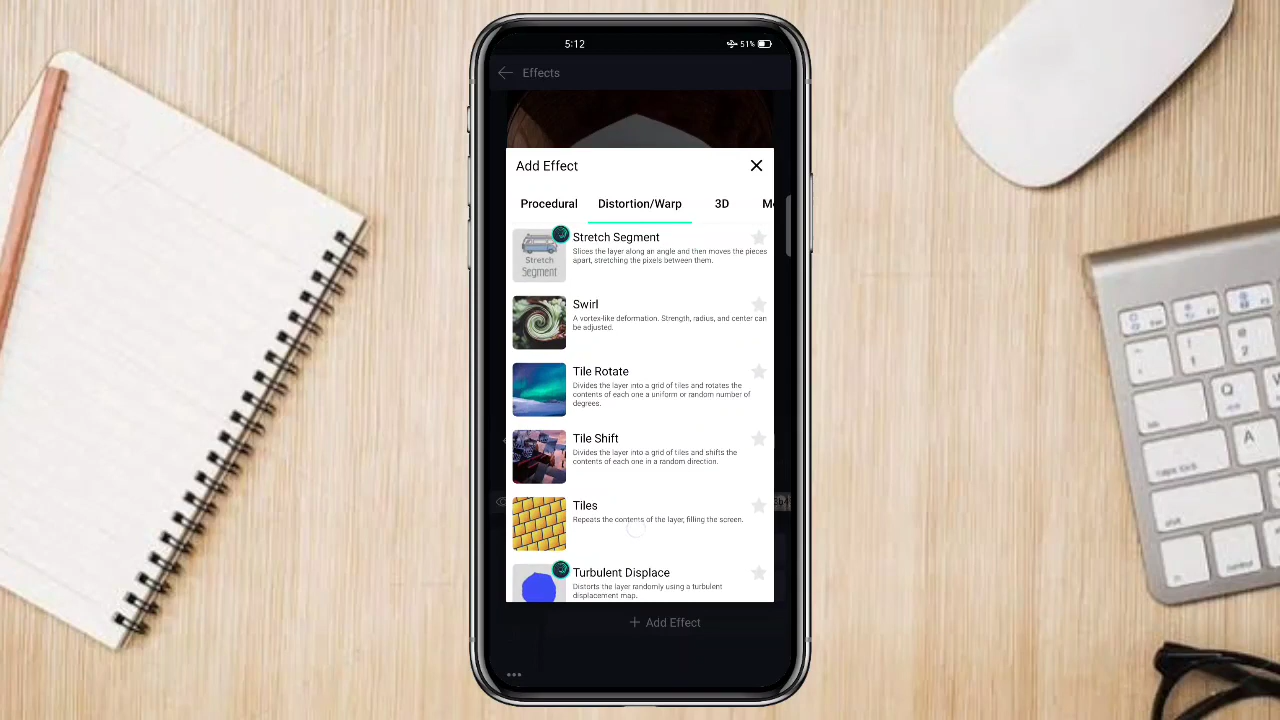 5:12
51%
Effects
Add Effect
Procedural Distortion/Warp 3D
Stretch Segment
Slices the layer along an angle and then moves the pieces
apart, stretching the pixels between them.
Stretch
Segment
Swirl
A vortex-like deformation. Strength, radius, and center can
be adjusted.
Tile Rotate
Divides the layer into a grid of tiles and rotates the
contents of each one a uniform or random number of
degrees.
Tile Shift
Divides the layer into a grid of tiles and shifts the
contents of each one in a random direction.
Tiles
Repeats the contents of the layer, filling the screen.
Turbulent Displace
Distorts the layer randomly using a turbulent
displacement map.
+ Add Effect